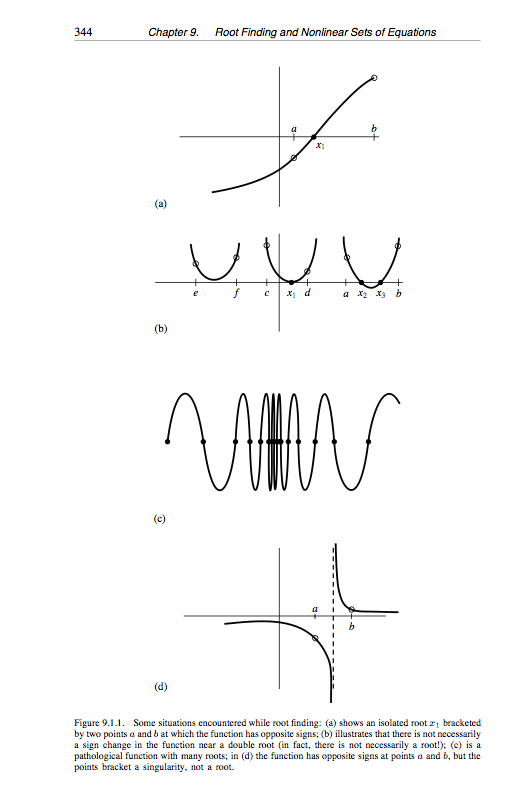 344 Chapter 9. Root Finding and Nonlinear Sets of Equations
a b
x1
(a)
e f c x1 d a x2 x3 b
(b)
(c)
a
b
(d)
Figure 9.1.1. Some situations encountered while root finding: (a) shows an isolated root x1 bracketed
by two points a and b at which the function has opposite signs; (b) illustrates that there is not necessarily
a sign change in the function near a double root (in fact, there is not necessarily a root!); (c) is a
pathological function with many roots; in (d) the function has opposite signs at points a and b, but the
points bracket a singularity, not a root.